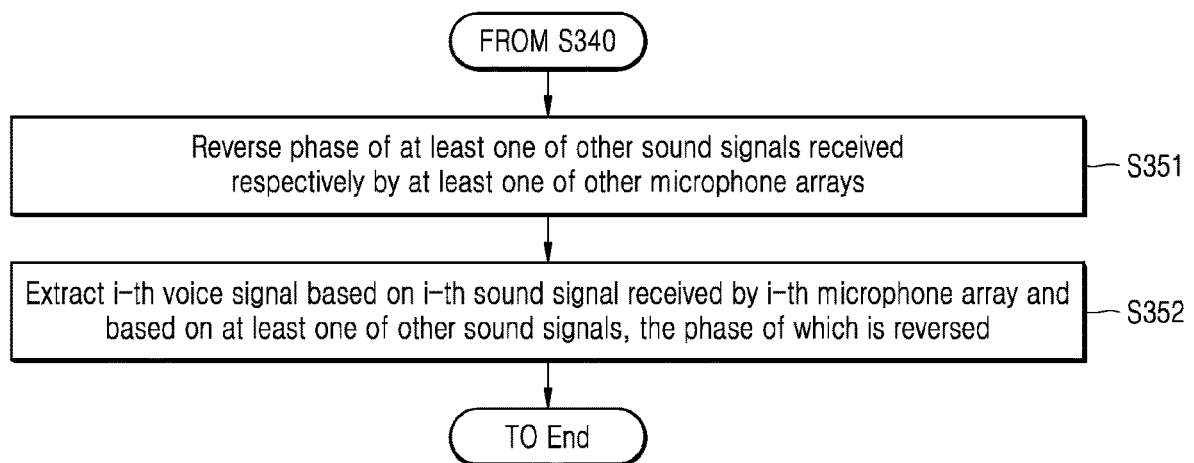 FROM S340
Reverse phase of at least one of other sound signals received
respectively by at least one of other microphone arrays
S351
Extract i-th voice signal based on i-th sound signal received by i-th microphone array and
based on at least one of other sound signals, the phase of which is reversed
S352
TO End